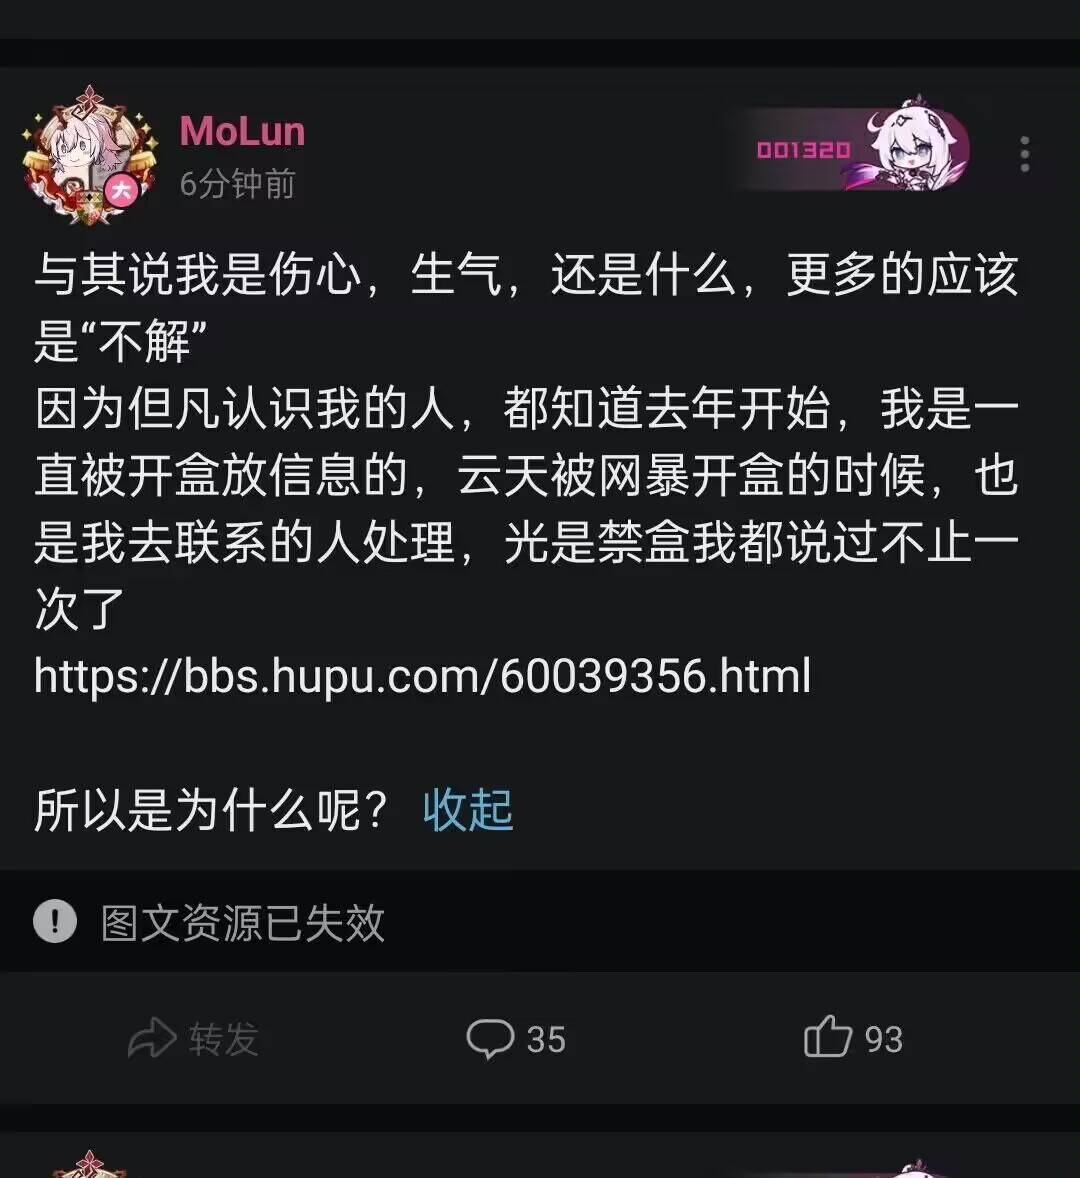 MoLun
6分钟前
001320
大
与其说我是伤心，生气，还是什么，更多的应该
是“不解”
因为但凡认识我的人，都知道去年开始，我是一
直被开盒放信息的，云天被网暴开盒的时候，也
是我去联系的人处理，光是禁盒我都说过不止一
次了
https://bbs.hupu.com/60039356.html
所以是为什么呢？ 收起
图文资源已失效
转发
35
93